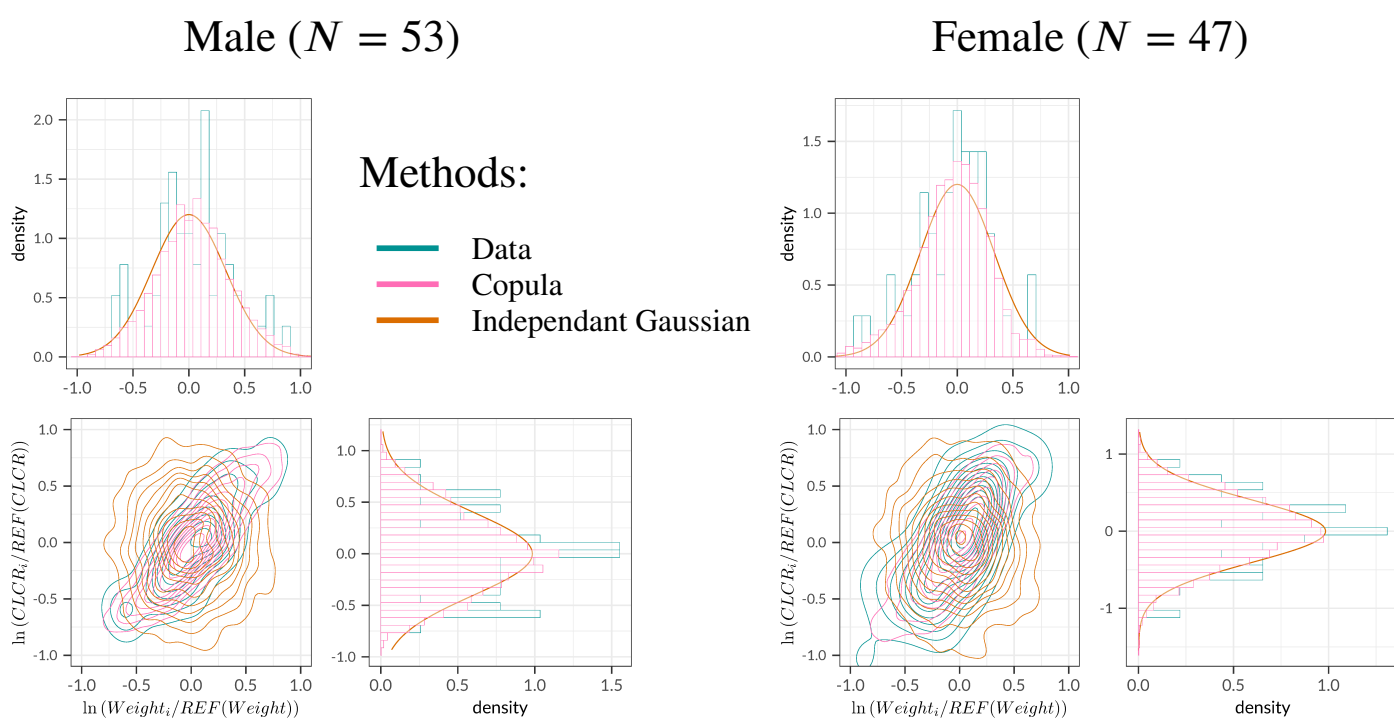 Male (N = 53)
Female (N = 47)
density
2.0
1.5
1.0
0.5
0.0
-1.0 -0.5 0.0 0.5 1.0
Methods:
Data
Copula
Independant Gaussian
density
1.5
1.0
0.5
0.0
-1.0 -0.5 0.0 0.5 1.0
ln (CLCR_i/REF(CLCR))
1.0
0.5
0.0
-0.5
-1.0
-1.0 -0.5 0.0 0.5 1.0
ln (Weight_i/REF(Weight))
1.0
0.5
0.0
-0.5
-1.0
0.0 0.5 1.0 1.5
density
ln (CLCR_i/REF(CLCR))
1.0
0.5
0.0
-0.5
-1.0
-1.0 -0.5 0.0 0.5 1.0
ln (Weight_i/REF(Weight))
1
0
-1
0.0 0.5 1.0
density